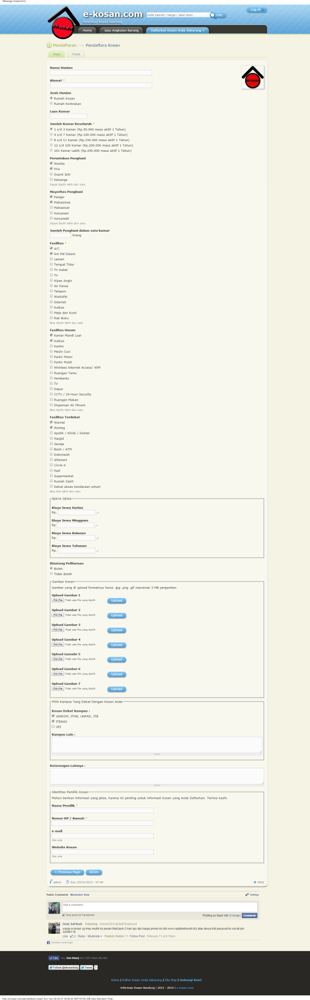 Webpage Screenshot
e-kosan.com
Informasi Kosan Bandung
Ketik Daerah / Harga / Jalan disini
Cari
Log in
ekosan
Home
Jasa Angkutan Barang
Daftarkan Kosan Anda Sekarang !!
Pendaftaran → Pendaftara Kosan
View
Track
ekosan
Nama Hunian
Alamat *
Jenis Hunian
Rumah Kosan
Rumah Kontrakan
Luas Kamar
Jumlah Kamar Keseluruh *
1 s/d 3 Kamar (Rp.50.000 masa aktif 1 Tahun)
4 s/d 7 Kamar (Rp.100.000 masa aktif 1 Tahun)
8 s/d 11 Kamar (Rp.150.000 masa aktif 1 Tahun)
12 s/d 100 Kamar (Rp.200.000 masa aktif 1 Tahun)
101 Kamar Lebih (Rp.250.000 masa aktif 1 Tahun)
Peruntukan Penghuni
Wanita
Pria
Suami Istri
Keluarga
Dapat dipilih lebih dari satu
Mayoritas Penghuni
Pelajar
Mahasiswa
Mahasiswi
Karyawan
Karyawati
Dapat dipilih lebih dari satu
Jumlah Penghuni dalam satu kamar
Orang
Fasilitas *
A/C
Km Md Dalam
Lemari
Tempat Tidur
TV Kabel
TV
Kipas Angin
Air Panas
Telepon
Wastafel
Internet
Kulkas
Meja dan Kursi
Rak Buku
Bisa dipilih lebih dari satu
Fasilitas Umum
Kamar Mandi Luar
Kulkas
Kantin
Mesin Cuci
Parkir Motor
Parkir Mobil
Wireless Internet Access/ WiFi
Ruangan Tamu
Pembantu
TV
Dapur
CCTV / 24 Hour Security
Ruangan Makan
Dispenser Air Minum
Bisa dipilih lebih dari satu
Fasilitas Terdekat
Warnet
Warteg
Apotik / Klinik / Dokter
Masjid
Gereja
Bank / ATM
Indomaret
Alfamart
Circle K
Mall
Supermarket
Rumah Sakit
Dekat akses kendaraan umum
Bisa diisi lebih dari satu
BIAYA SEWA
Biaya Sewa Harian
Rp. ,-
Biaya Sewa Mingguan
Rp ,-
Biaya Sewa Bulanan
Rp. ,-
Biaya Sewa Tahunan
Rp. ,-
Binatang Peliharaan
Boleh
Tidak Boleh
Gambar Kosan
Gambar yang di upload formatnya harus .jpg .png .gif maxsimal 3 MB pergambar.
Upload Gambar 1
Pilih File Tidak ada file yang dipilih Upload
Upload Gambar 2
Pilih File Tidak ada file yang dipilih Upload
Upload Gambar 3
Pilih File Tidak ada file yang dipilih Upload
Upload Gambar 4
Pilih File Tidak ada file yang dipilih Upload
Upload Gamabr 5
Pilih File Tidak ada file yang dipilih Upload
Upload Gambar 6
Pilih File Tidak ada file yang dipilih Upload
Upload Gambar 7
Pilih File Tidak ada file yang dipilih Upload
Pilih Kampus Yang Dekat Dengan Kosan Anda
Kosan Dekat Kampus :
UNIKOM, ITHB, UNPAD, ITB
ITENAS
UPI
Kampus Lain :
Keterangan Lainnya :
Identitas Pemilik Kosan
Mohon berikan informasi yang jelas, karena ini penting untuk informasi kosan yang Anda Daftarkan. Terima kasih.
Nama Pemilik *
Nomor HP / Rumah *
e-mail
Jika ada
Website Kosan
Jika ada
< Previous Page Kirim
admin Sun, 03/31/2013 - 07:44 6942
Public Comments · Moderator View Settings
Add a comment...
Also post on Facebook Posting as Supri Adi (Change) Comment
Dedy Sulfihadi · Following · Owner/CEO at Self-Employed
warga e-kosan yg mau mudik bs pesen tiket jauh-2 hari spy dpr harga promo bs klik www.rajatiketmurah.biz atau tanya info pesawat bs via bb pin
32298118
Like · 2 · Reply · Moderate · Publicly Visible [?] · Follow Post · February 11 at 8:10pm
Facebook social plugin
Like You, Sam Maarij and 2,692 others like this.
Follow @ekosanbdg Tweet 5
Home | Daftar Kosan Anda Sekarang | Site Map | Hubungi Kami
Informasi Kosan Bandung | 2012 - 2014 | e-kosan.com
http://e-kosan.com/pendaftaran-kosan Sun Nov 09 2014 16:06:32 GMT+0700 (SE Asia Standard Time)